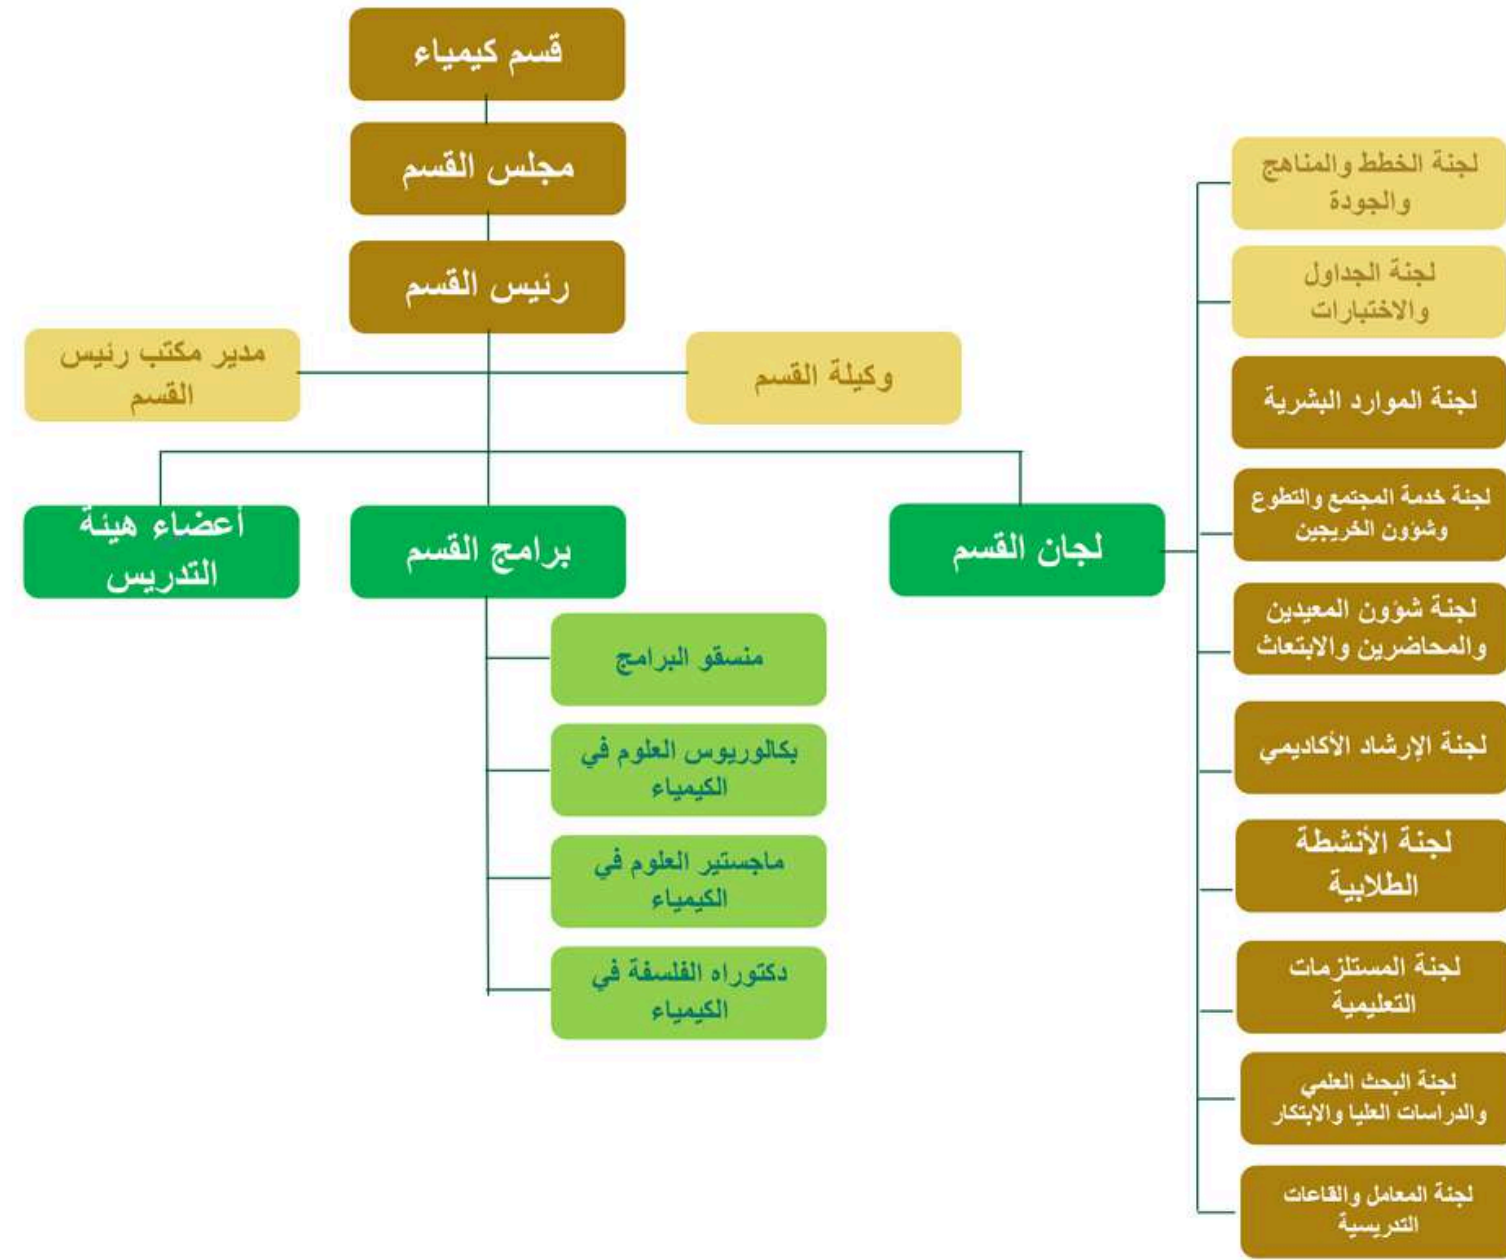 قسم كيمياء
مجلس القسم
رئيس القسم
وكيلة القسم
مدير مكتب رئيس
القسم
لجان القسم
برامج القسم
أعضاء هيئة
التدريس
لجنة الخطط والمناهج
والجودة
لجنة الجداول
والاختبارات
لجنة الموارد البشرية
لجنة خدمة المجتمع والتطوع
وشؤون الخريجين
لجنة شؤون المعيدين
والمحاضرين والابتعاث
لجنة الإرشاد الأكاديمي
لجنة الأنشطة
الطلابية
لجنة المستلزمات
التعليمية
لجنة البحث العلمي
والدراسات العليا والابتكار
لجنة المعامل والقاعات
التدريسية
منسقو البرامج
بكالوريوس العلوم في
الكيمياء
ماجستير العلوم في
الكيمياء
دكتوراه الفلسفة في
الكيمياء